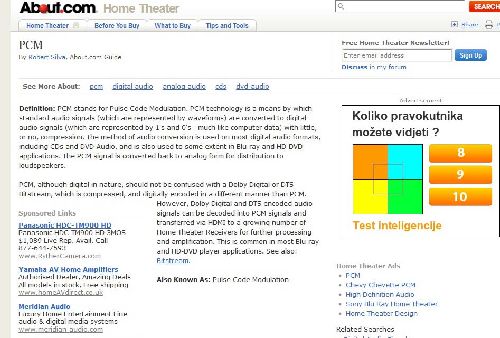 About.com Home Theater
SEARCH
Home Theater
Before You Buy
What to Buy
Tips and Tools
Share
PCM
By Robert Silva, About.com Guide
Free Home Theater Newsletter!
Enter email address
Sign Up
Discuss in my forum
See More About: pcm digital audio analog audio cds dvd-audio
Advertisement
Definition: PCM stands for Pulse Code Modulation. PCM technology is a means by which
standard audio signals (which are represented by waveforms) are converted to digital
audio signals (which are represented by 1's and 0's - much like computer data) with little,
or no, compression. The method of audio conversion is used on most digital audio formats,
including CDs and DVD-Audio, and is also used to some extent in Blu-ray and HD-DVD
applications. The PCM signal is converted back to analog form for distribution to
loudspeakers.
PCM, although digital in nature, should not be confused with a Dolby Digital or DTS
Bitstream, which is compressed, and digitally encoded in a different manner than PCM.
However, Dolby Digital and DTS encoded audio
signals can be decoded into PCM signals and
transferred via HDMI to a growing number of
Home Theater Receivers for further processing
and amplification. This is common in most Blu-ray
and HD-DVD player applications. See also:
Bitstream.
Also Known As: Pulse Code Modulation
Sponsored Links
Panasonic HDC-TM900 HD
Panasonic HDC-TM900 HD 3MOS
$1,089 Live Rep. Avail. Call
877-644-7593
www.RytherCamera.com
Yamaha AV Home Amplifiers
Authorised Dealer, Amazing Deals
All models in stock, Free shipping
www.homeAVdirect.co.uk
Meridian Audio
Luxury Home Entertainment Fine
audio & digital media systems
www.meridian-audio.com
Koliko pravokutnika
možete vidjeti ?
8
9
10
Test inteligencije
Home Theater Ads
PCM
Chevy Chevette PCM
High Definition Audio
Sony Blu Ray Home Theater
Home Theater Design
Related Searches